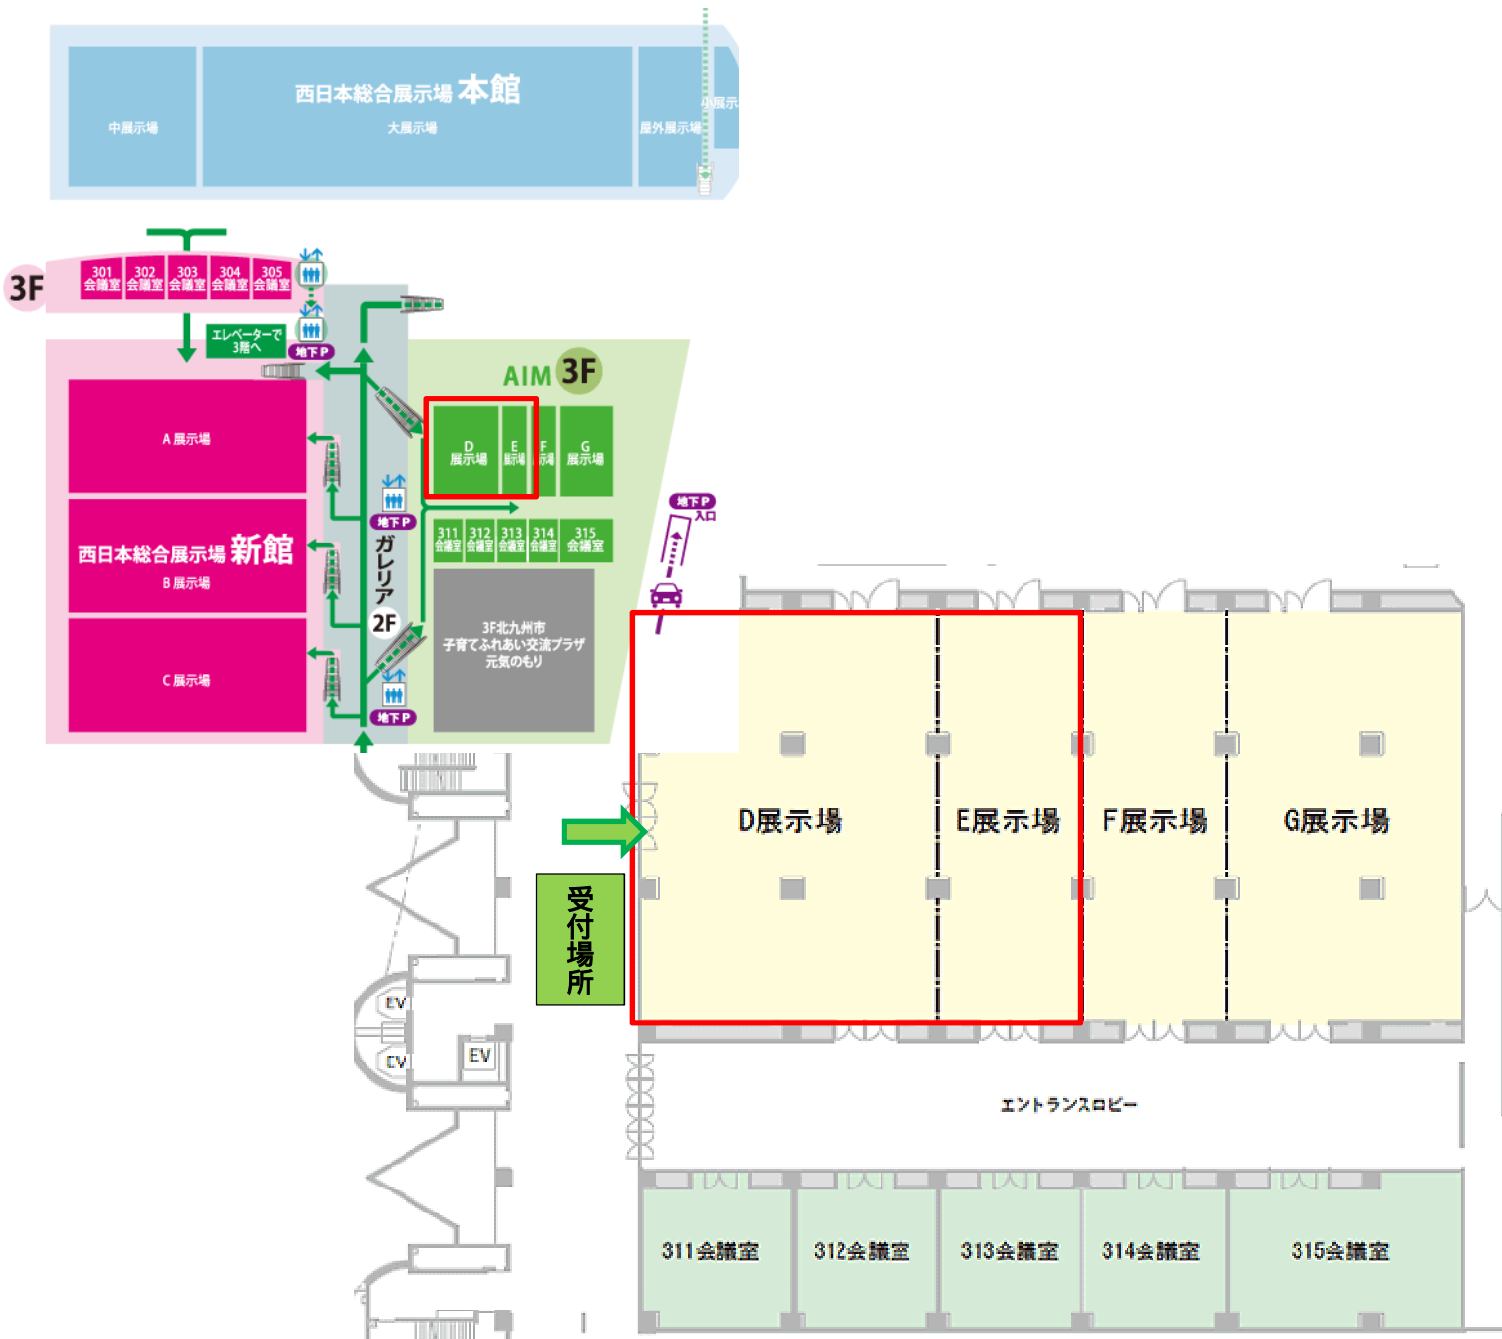 西日本総合展示場 本館
中展示場
大展示場
屋外展示場
小展示
3F
301
会議室
302
会議室
303
会議室
304
会議室
305
会議室
エレベーターで
3階へ
地下P
AIM 3F
A 展示場
D
展示場
E
展示場
F
示場
G
展示場
地下P
入口
地下P
311
会議室
312
会議室
313
会議室
314
会議室
315
会議室
西日本総合展示場 新館
B 展示場
ガレリア
2F
3F北九州市
子育てふれあい交流プラザ
元気のもり
C 展示場
地下P
D展示場
E展示場
F展示場
G展示場
受付場所
EV
EV
EV
エントランスロビー
311会議室
312会議室
313会議室
314会議室
315会議室